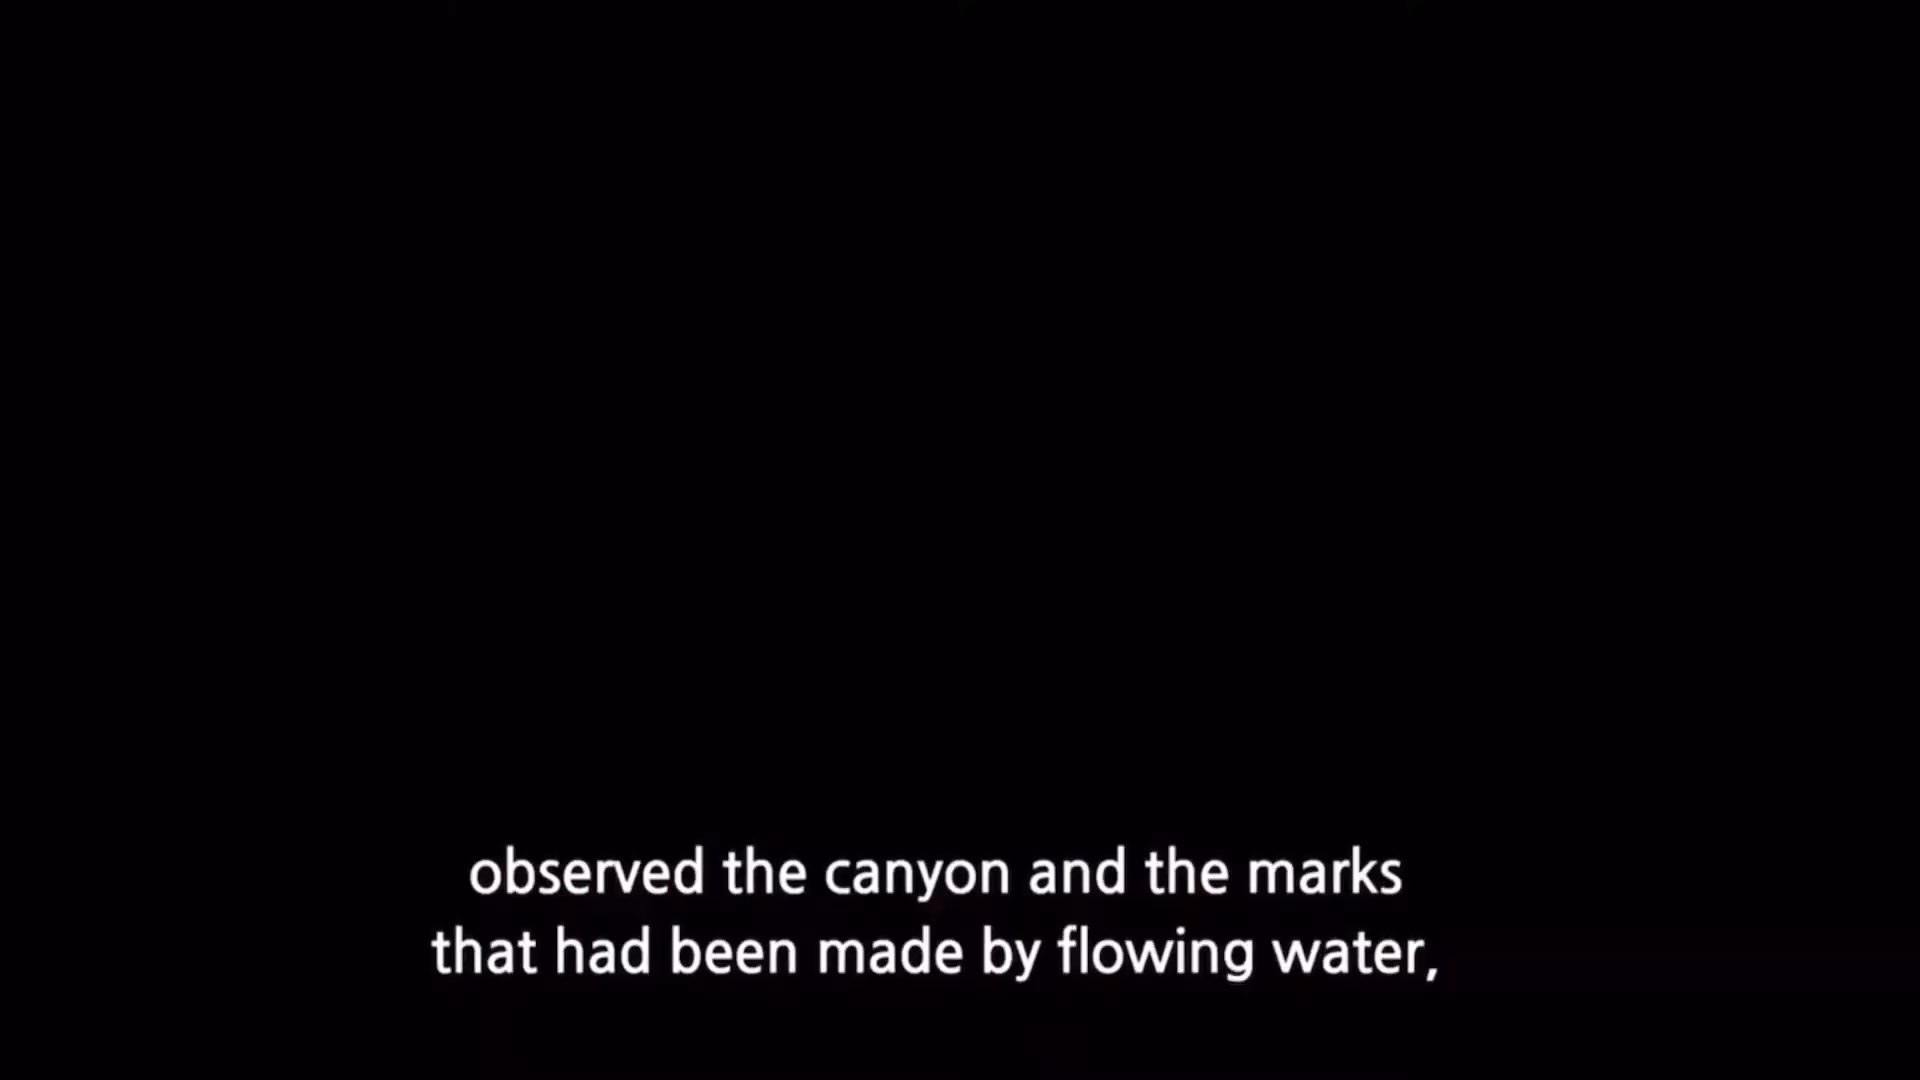 observed the canyon and the marks
that had been made by flowing water,